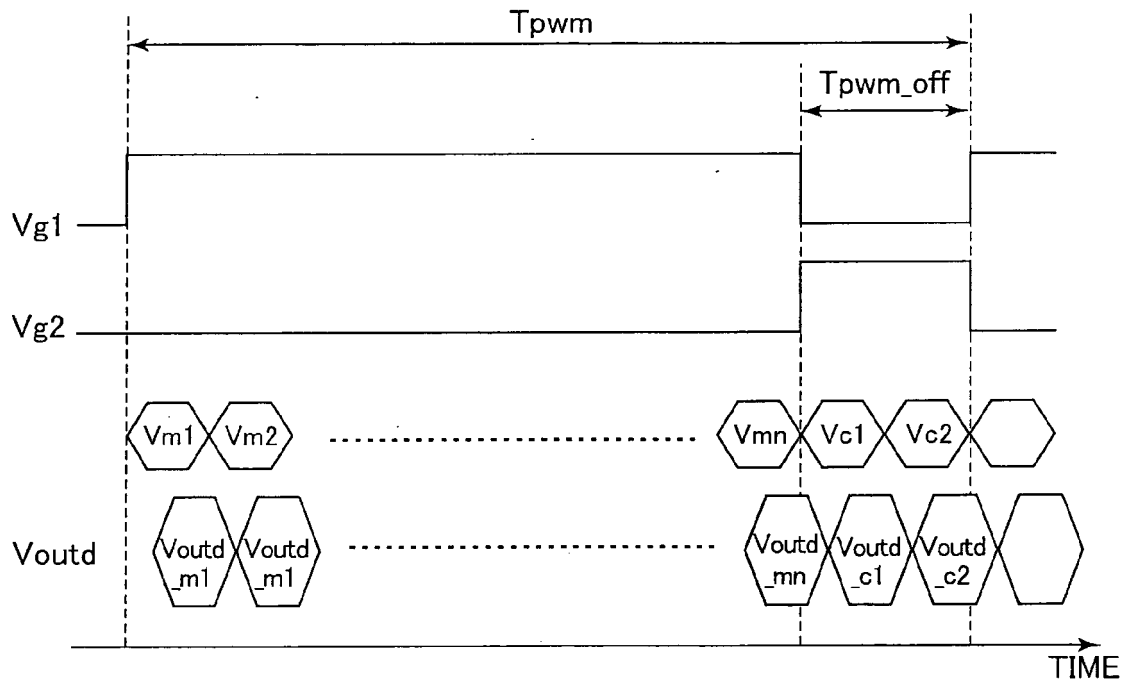 Tpwm
Tpwm_off
Vg1
Vg2
Vm1 Vm2 Vmn Vc1 Vc2
Voutd
Voutd
_m1
Voutd
_m1
Voutd
_mn
Voutd
_c1
Voutd
_c2
TIME